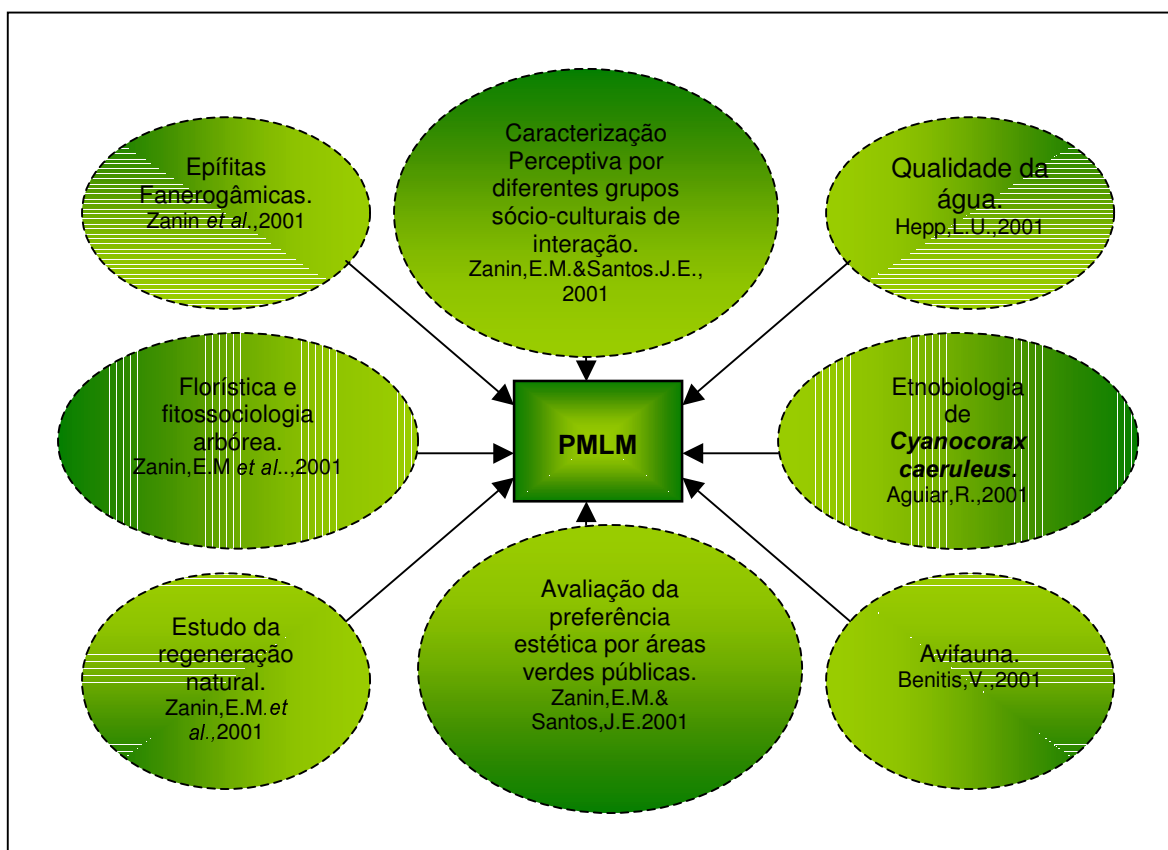 Epífitas
Fanerogâmicas.
Zanin et al.,2001
Caracterização
Perceptiva por
diferentes grupos
sócio-culturais de
interação.
Zanin,E.M.&Santos.J.E.,
2001
Qualidade da
água.
Hepp,L.U.,2001
Florística e
fitossociologia
arbórea.
Zanin,E.M et al..,2001
PMLM
Etnobiologia
de
Cyanocorax
caeruleus.
Aguiar,R.,2001
Estudo da
regeneração
natural.
Zanin,E.M.et
al.,2001
Avaliação da
preferência
estética por áreas
verdes públicas.
Zanin,E.M.&
Santos,J.E.2001
Avifauna.
Benitis,V.,2001